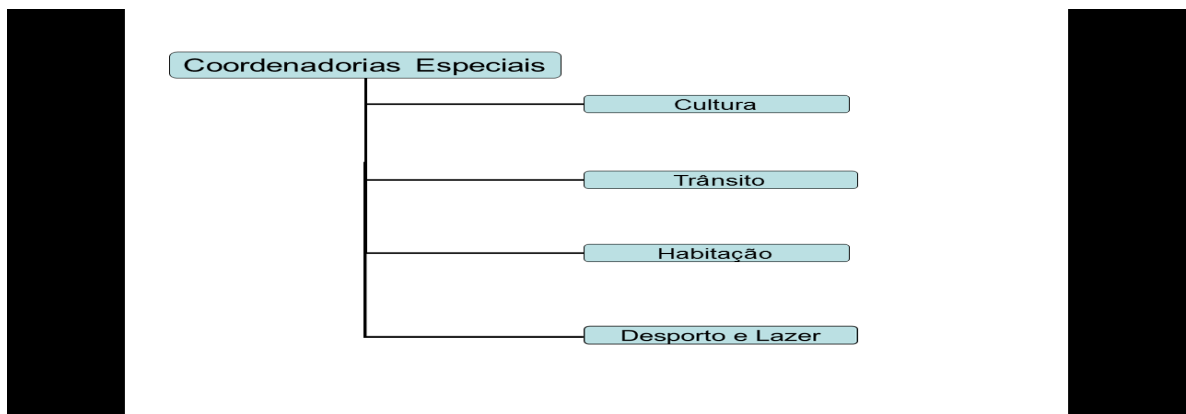 Coordenadorias Especiais
Cultura
Trânsito
Habitação
Desporto e Lazer